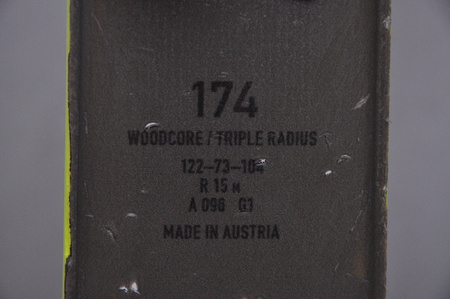 174
WOODCORE / TRIPLE RADIUS
122–73–104
R 15 M
A 096 G1
MADE IN AUSTRIA